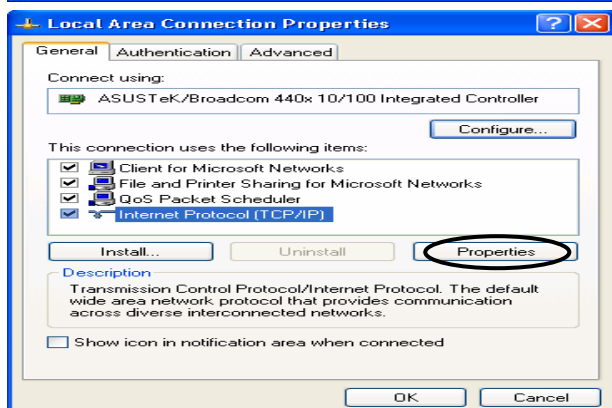 Local Area Connection Properties
General Authentication Advanced
Connect using:
ASUSTeK/Broadcom 440x 10/100 Integrated Controller
Configure...
This connection uses the following items:
Client for Microsoft Networks
File and Printer Sharing for Microsoft Networks
QoS Packet Scheduler
Internet Protocol (TCP/IP)
Install... Uninstall Properties
Description
Transmission Control Protocol/Internet Protocol. The default
wide area network protocol that provides communication
across diverse interconnected networks.
Show icon in notification area when connected
OK Cancel